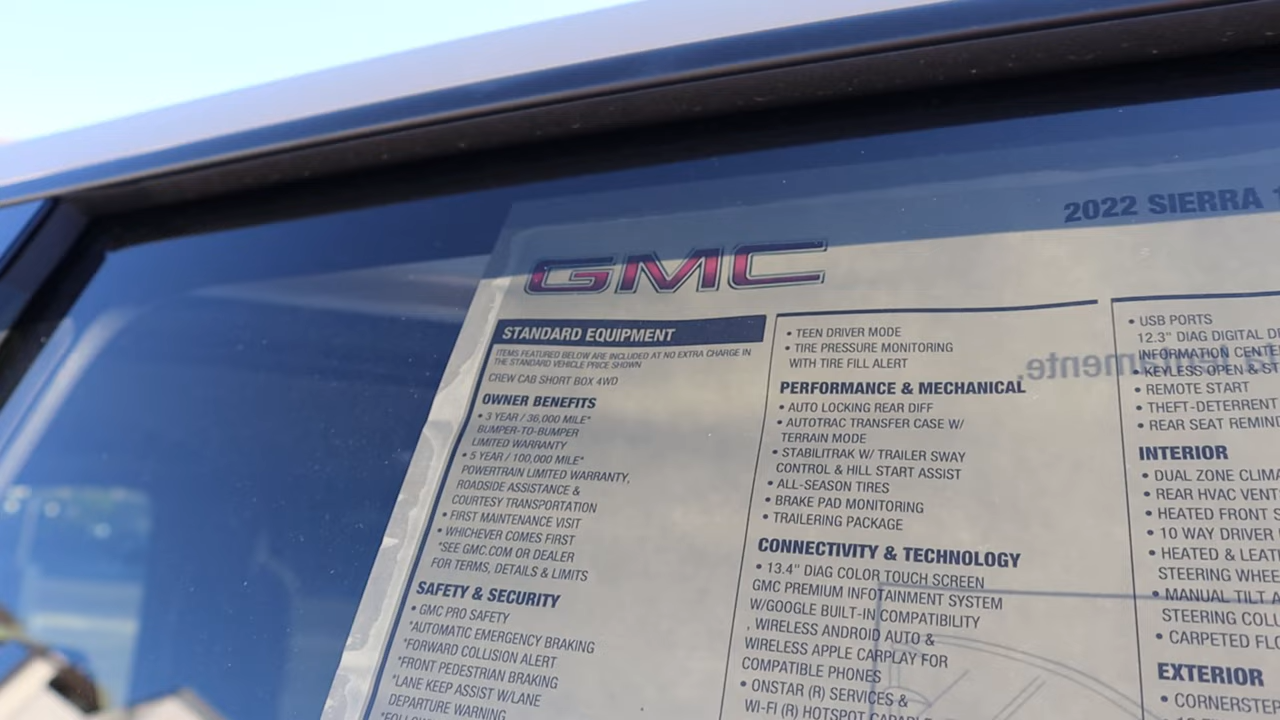 2022 SIERRA
GMC
STANDARD EQUIPMENT
ITEMS FEATURED BELOW ARE INCLUDED AT NO EXTRA CHARGE IN
THE STANDARD VEHICLE PRICE SHOWN
CREW CAB SHORT BOX 4WD
OWNER BENEFITS
• 3 YEAR / 36,000 MILE*
BUMPER-TO-BUMPER
LIMITED WARRANTY
• 5 YEAR / 100,000 MILE*
POWERTRAIN LIMITED WARRANTY,
ROADSIDE ASSISTANCE &
COURTESY TRANSPORTATION
• FIRST MAINTENANCE VISIT
• WHICHEVER COMES FIRST
*SEE GMC.COM OR DEALER
FOR TERMS, DETAILS & LIMITS
SAFETY & SECURITY
• GMC PRO SAFETY
*AUTOMATIC EMERGENCY BRAKING
*FORWARD COLLISION ALERT
*FRONT PEDESTRIAN BRAKING
*LANE KEEP ASSIST W/LANE
DEPARTURE WARNING
• TEEN DRIVER MODE
• TIRE PRESSURE MONITORING
WITH TIRE FILL ALERT
PERFORMANCE & MECHANICAL
• AUTO LOCKING REAR DIFF
• AUTOTRAC TRANSFER CASE W/
TERRAIN MODE
• STABILITRAK W/ TRAILER SWAY
CONTROL & HILL START ASSIST
• ALL-SEASON TIRES
• BRAKE PAD MONITORING
• TRAILERING PACKAGE
CONNECTIVITY & TECHNOLOGY
• 13.4" DIAG COLOR TOUCH SCREEN
GMC PREMIUM INFOTAINMENT SYSTEM
W/GOOGLE BUILT-IN COMPATIBILITY
, WIRELESS ANDROID AUTO &
WIRELESS APPLE CARPLAY FOR
COMPATIBLE PHONES
• ONSTAR (R) SERVICES &
WI-FI (R) HOTSPOT
• USB PORTS
12.3" DIAG DIGITAL
INFORMATION
• KEYLESS OPEN &
• REMOTE START
• THEFT-DETERRENT
• REAR SEAT
INTERIOR
• DUAL ZONE
• REAR HVAC
• HEATED FRONT
• 10 WAY DRIVER
• HEATED &
STEERING
• MANUAL TILT
STEERING
• CARPETED
EXTERIOR